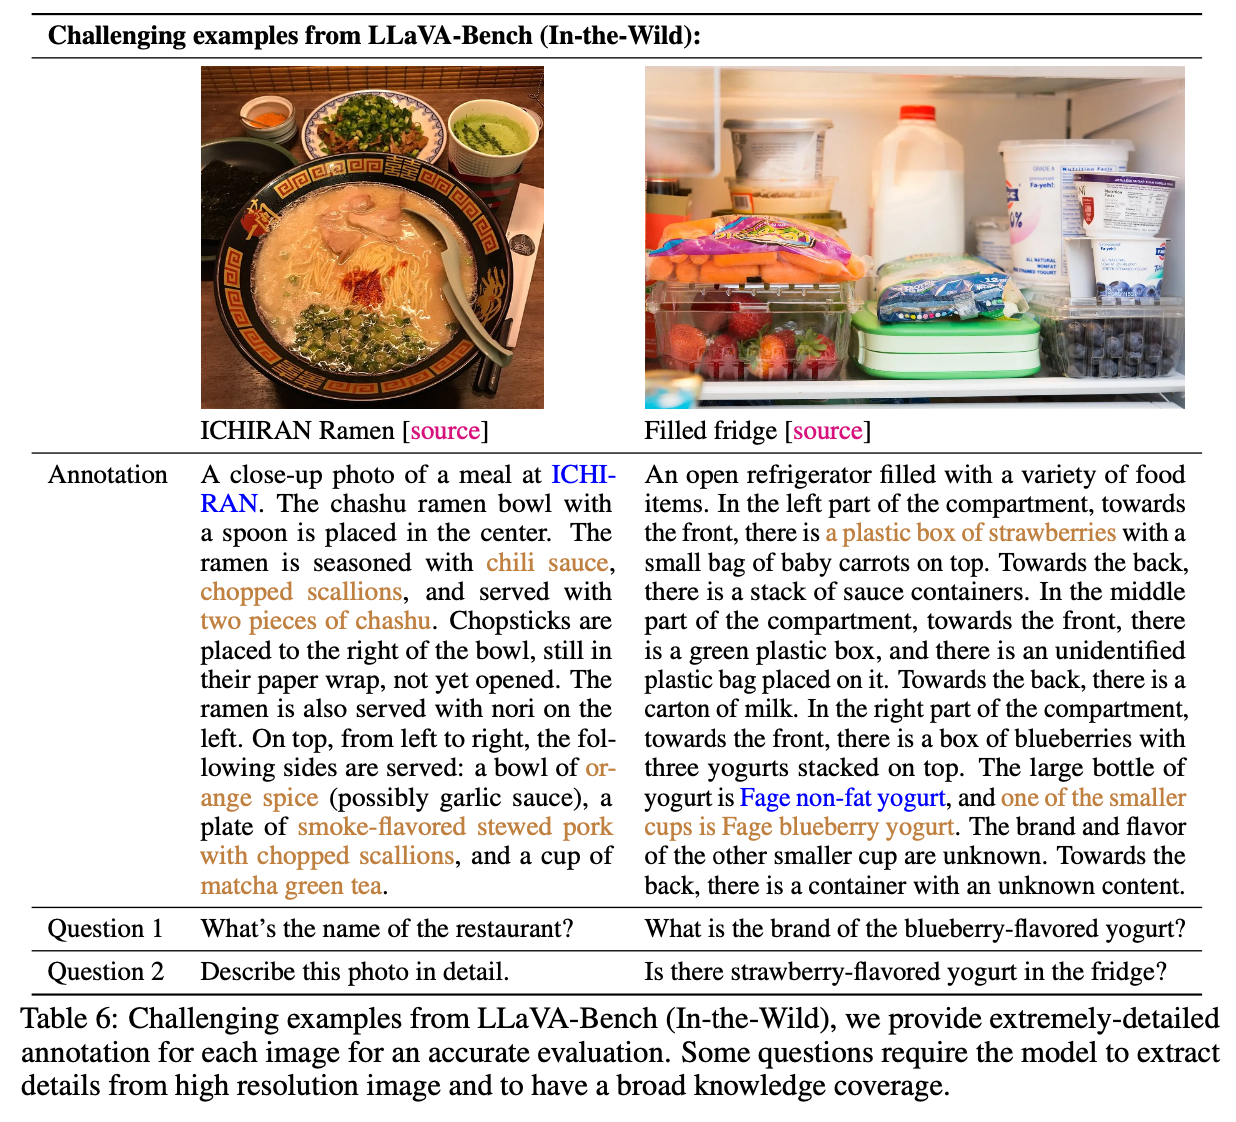 Challenging examples from LLaVA-Bench (In-the-Wild):
GRADE A
Fa-yeh!
Nutrition Facts
0%
ALL NATURAL
NONFAT
ICHIRAN Ramen [source]
Filled fridge [source]
Annotation
A close-up photo of a meal at ICHI-
RAN. The chashu ramen bowl with
a spoon is placed in the center. The
ramen is seasoned with chili sauce,
chopped scallions, and served with
two pieces of chashu. Chopsticks are
placed to the right of the bowl, still in
their paper wrap, not yet opened. The
ramen is also served with nori on the
left. On top, from left to right, the fol-
lowing sides are served: a bowl of or-
ange spice (possibly garlic sauce), a
plate of smoke-flavored stewed pork
with chopped scallions, and a cup of
matcha green tea.
An open refrigerator filled with a variety of food
items. In the left part of the compartment, towards
the front, there is a plastic box of strawberries with a
small bag of baby carrots on top. Towards the back,
there is a stack of sauce containers. In the middle
part of the compartment, towards the front, there
is a green plastic box, and there is an unidentified
plastic bag placed on it. Towards the back, there is a
carton of milk. In the right part of the compartment,
towards the front, there is a box of blueberries with
three yogurts stacked on top. The large bottle of
yogurt is Fage non-fat yogurt, and one of the smaller
cups is Fage blueberry yogurt. The brand and flavor
of the other smaller cup are unknown. Towards the
back, there is a container with an unknown content.
Question 1
What's the name of the restaurant?
What is the brand of the blueberry-flavored yogurt?
Question 2
Describe this photo in detail.
Is there strawberry-flavored yogurt in the fridge?
Table 6: Challenging examples from LLaVA-Bench (In-the-Wild), we provide extremely-detailed
annotation for each image for an accurate evaluation. Some questions require the model to extract
details from high resolution image and to have a broad knowledge coverage.